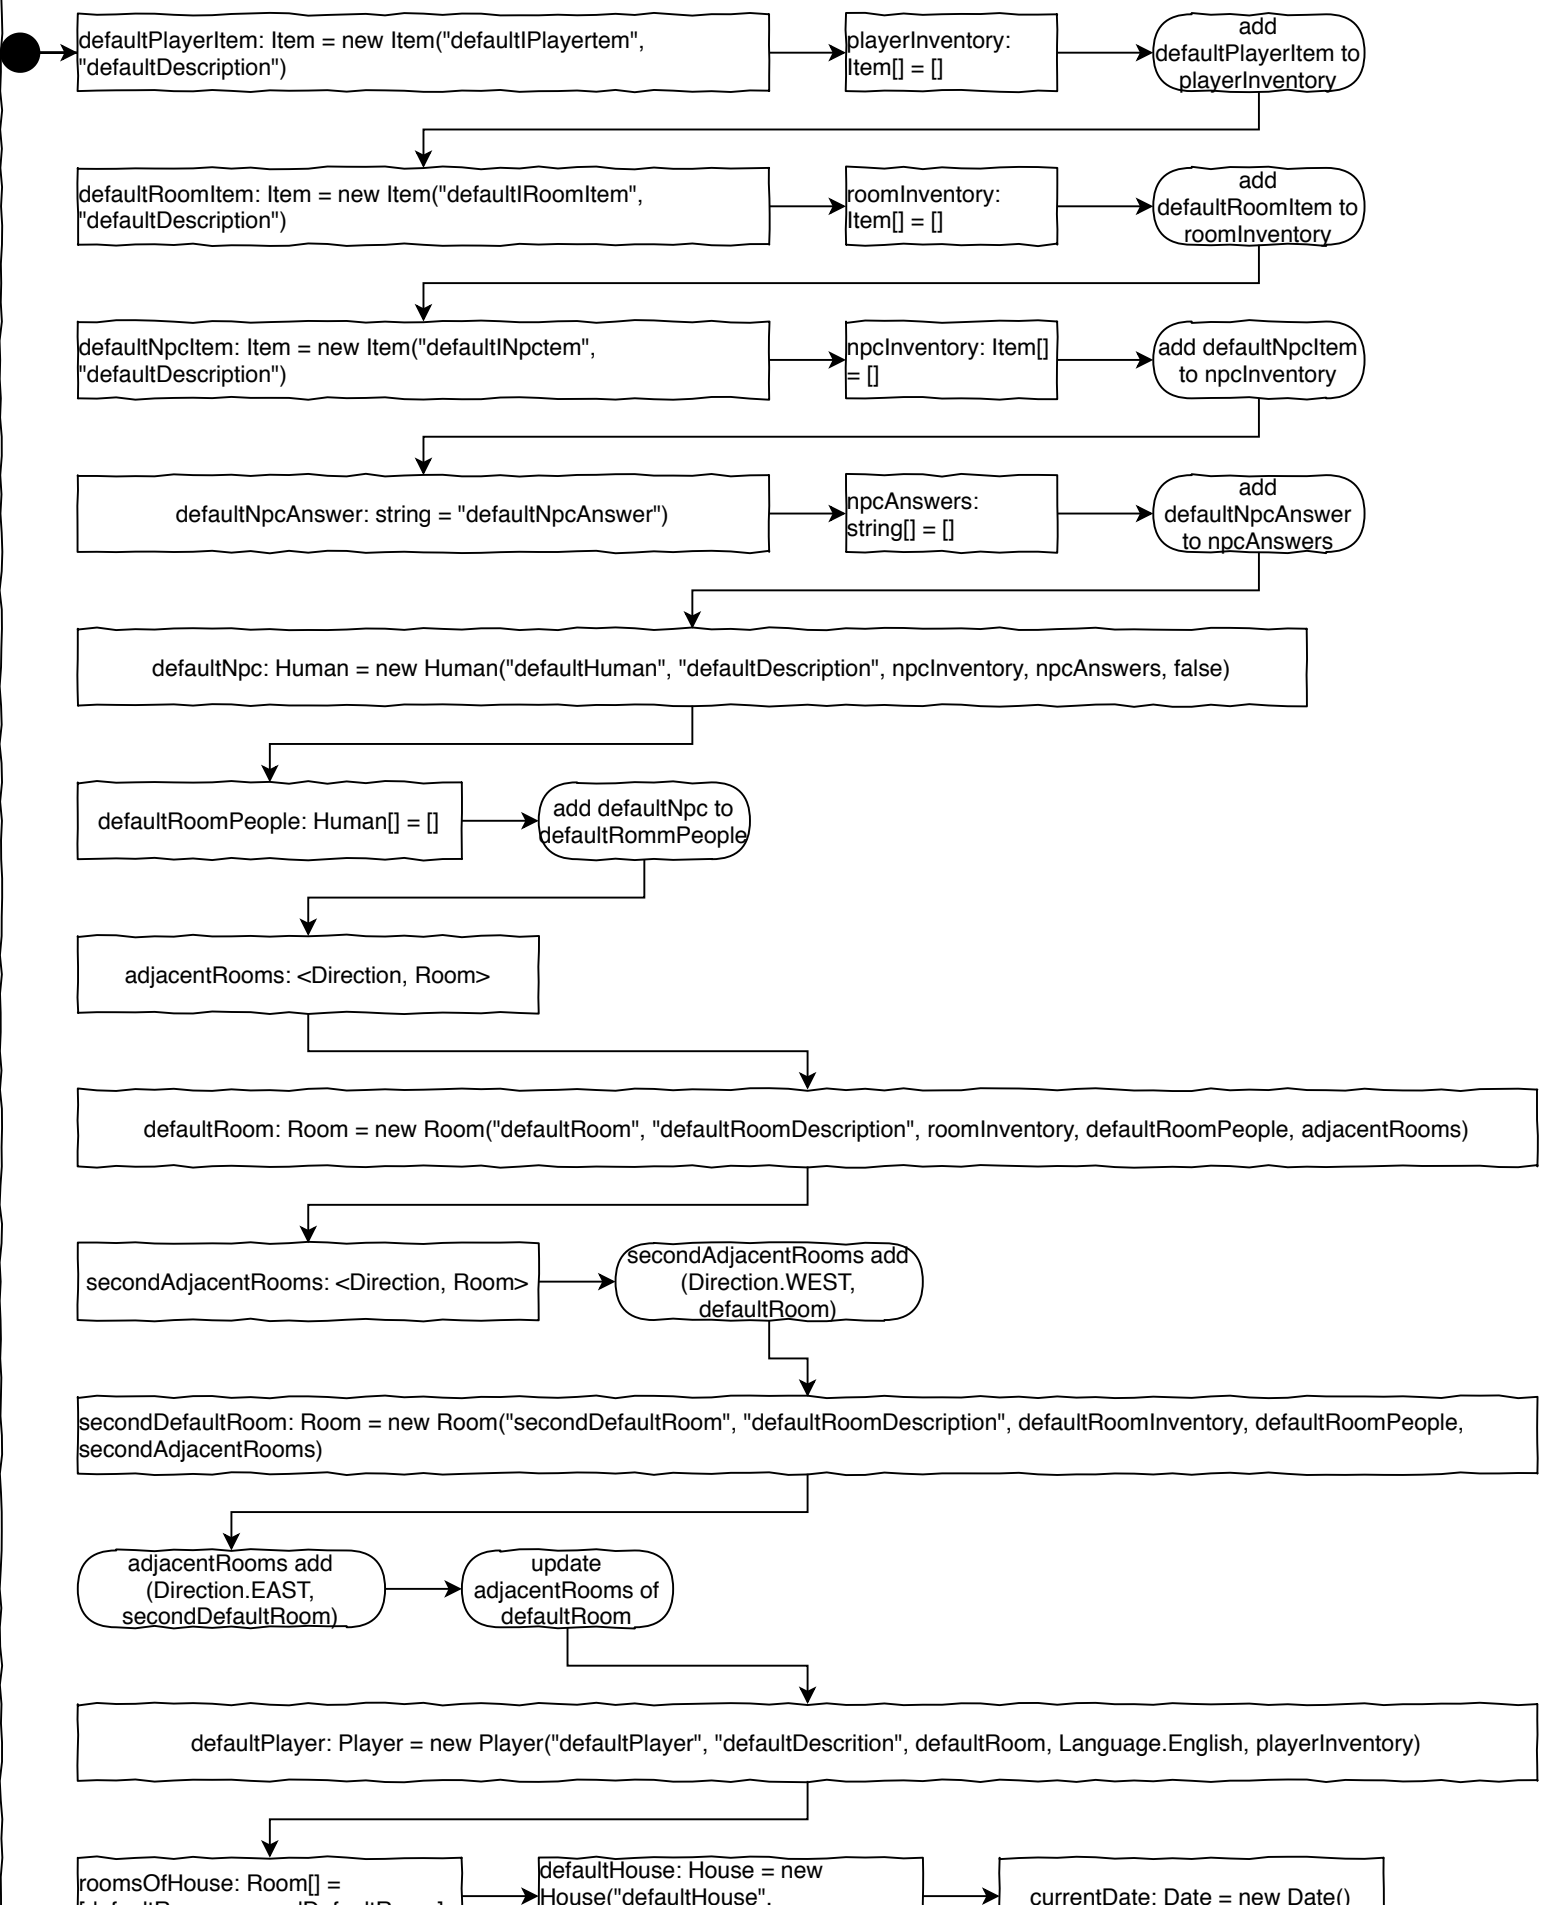 defaultPlayerItem: Item = new Item("defaultIPlayertem",
"defaultDescription")
playerInventory:
Item[] = []
add
defaultPlayerItem to
playerInventory
defaultRoomItem: Item = new Item("defaultIRoomItem",
"defaultDescription")
roomInventory:
Item[] = []
add
defaultRoomItem to
roomInventory
defaultNpcItem: Item = new Item("defaultINpctem",
"defaultDescription")
npcInventory: Item[]
= []
add defaultNpcItem
to npcInventory
defaultNpcAnswer: string = "defaultNpcAnswer")
npcAnswers:
string[] = []
add
defaultNpcAnswer
to npcAnswers
defaultNpc: Human = new Human("defaultHuman", "defaultDescription", npcInventory, npcAnswers, false)
defaultRoomPeople: Human[] = []
add defaultNpc to
defaultRommPeople
adjacentRooms: <Direction, Room>
defaultRoom: Room = new Room("defaultRoom", "defaultRoomDescription", roomInventory, defaultRoomPeople, adjacentRooms)
secondAdjacentRooms: <Direction, Room>
secondAdjacentRooms add
(Direction.WEST,
defaultRoom)
secondDefaultRoom: Room = new Room("secondDefaultRoom", "defaultRoomDescription", defaultRoomInventory, defaultRoomPeople,
secondAdjacentRooms)
adjacentRooms add
(Direction.EAST,
secondDefaultRoom)
update
adjacentRooms of
defaultRoom
defaultPlayer: Player = new Player("defaultPlayer", "defaultDescrition", defaultRoom, Language.English, playerInventory)
roomsOfHouse: Room[] =
defaultHouse: House = new
House("defaultHouse",
currentDate: Date = new Date()